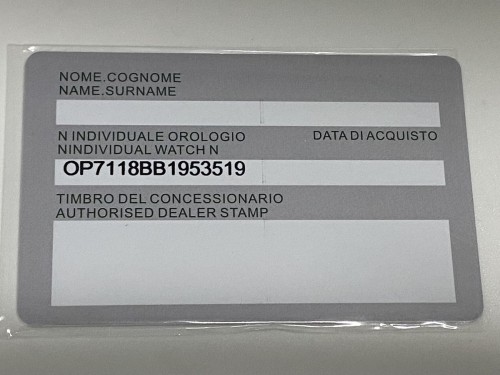 NOME.COGNOME
NAME.SURNAME
N INDIVIDUALE OROLOGIO DATA DI ACQUISTO
NINDIVIDUAL WATCH N
OP7118BB1953519
TIMBRO DEL CONCESSIONARIO
AUTHORISED DEALER STAMP